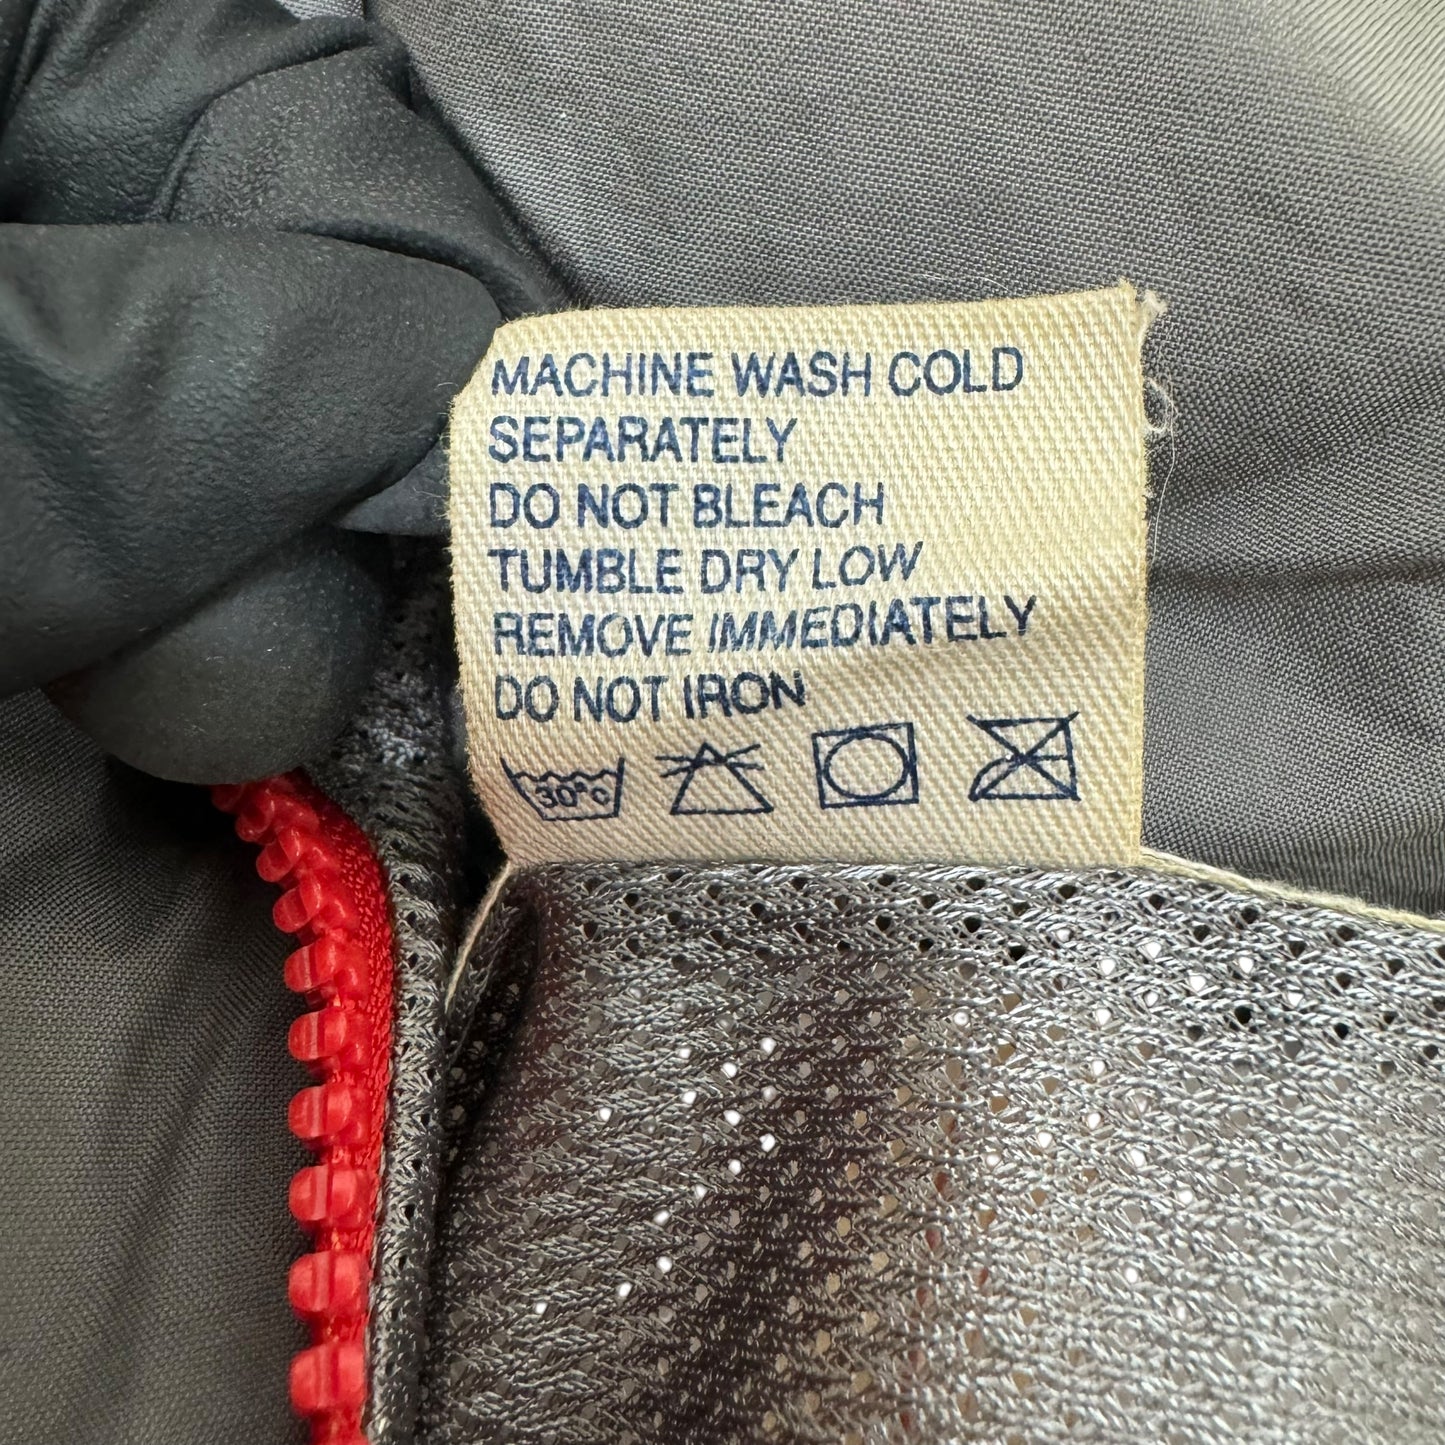 MACHINE WASH COLD
SEPARATELY
DO NOT BLEACH
TUMBLE DRY LOW
REMOVE IMMEDIATELY
DO NOT IRON
30°C